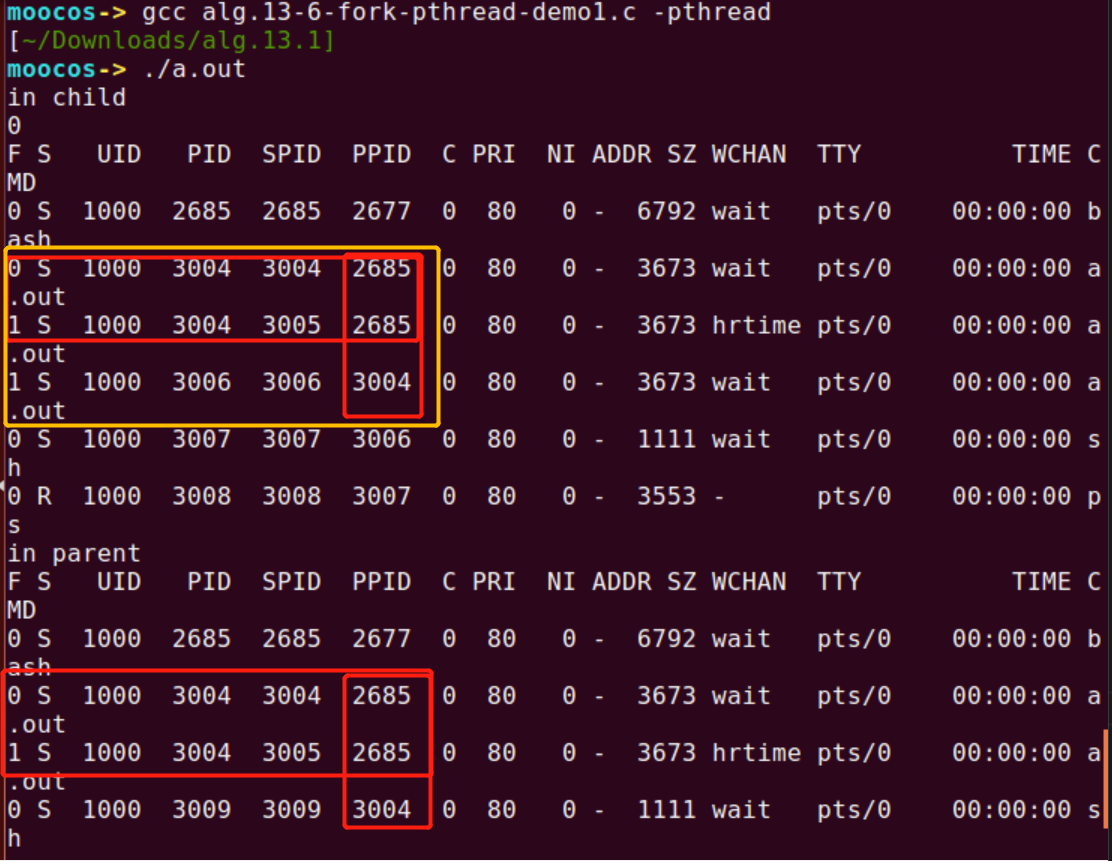 moocos-> gcc alg.13-6-fork-pthread-demo1.c -pthread
[~/Downloads/alg.13.1]
moocos-> ./a.out
in child
0
F S   UID   PID  SPID  PPID  C PRI  NI ADDR SZ WCHAN  TTY          TIME C
MD
0 S  1000  2685  2685  2677  0  80   0 -  6792 wait   pts/0    00:00:00 b
ash
0 S  1000  3004  3004  2685  0  80   0 -  3673 wait   pts/0    00:00:00 a
.out
1 S  1000  3004  3005  2685  0  80   0 -  3673 hrtime pts/0    00:00:00 a
.out
1 S  1000  3006  3006  3004  0  80   0 -  3673 wait   pts/0    00:00:00 a
.out
0 S  1000  3007  3007  3006  0  80   0 -  1111 wait   pts/0    00:00:00 s
h
0 R  1000  3008  3008  3007  0  80   0 -  3553 -      pts/0    00:00:00 p
s
in parent
F S   UID   PID  SPID  PPID  C PRI  NI ADDR SZ WCHAN  TTY          TIME C
MD
0 S  1000  2685  2685  2677  0  80   0 -  6792 wait   pts/0    00:00:00 b
ash
0 S  1000  3004  3004  2685  0  80   0 -  3673 wait   pts/0    00:00:00 a
.out
1 S  1000  3004  3005  2685  0  80   0 -  3673 hrtime pts/0    00:00:00 a
.out
0 S  1000  3009  3009  3004  0  80   0 -  1111 wait   pts/0    00:00:00 s
h